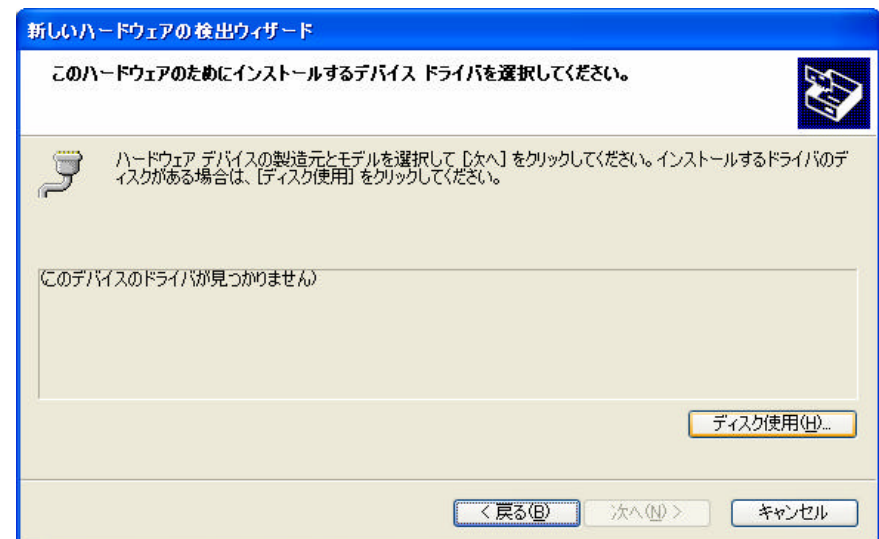 新しいハードウェアの検出ウィザード
このハードウェアのためにインストールするデバイス ドライバを選択してください。
ハードウェア デバイスの製造元とモデルを選択して [次へ] をクリックしてください。インストールするドライバのデ
ィスクがある場合は、[ディスク使用] をクリックしてください。
(このデバイスのドライバが見つかりません)
ディスク使用(H)...
< 戻る(B)
次へ(N) >
キャンセル